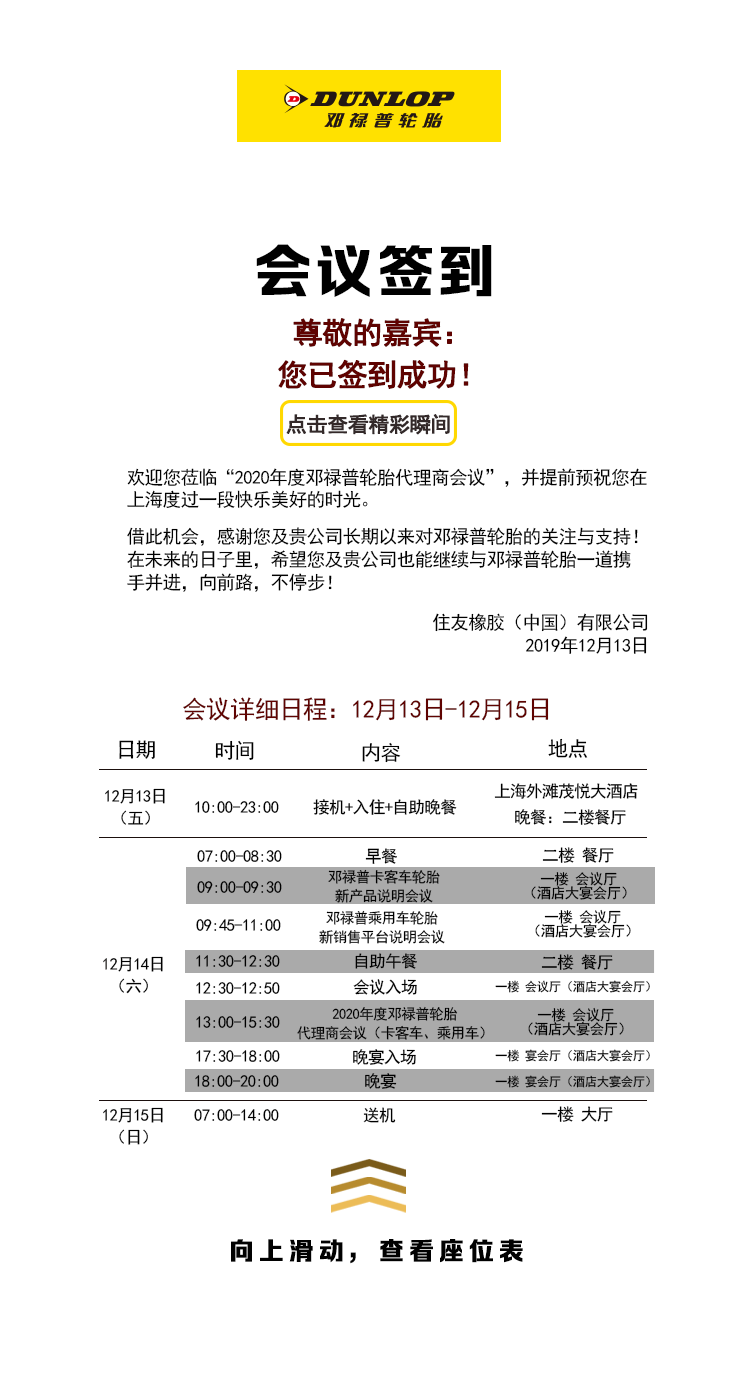 DUNLOP
邓禄普轮胎
会议签到
尊敬的嘉宾：
您已签到成功！
点击查看精彩瞬间
欢迎您莅临“2020年度邓禄普轮胎代理商会议”，并提前预祝您在
上海度过一段快乐美好的时光。
借此机会，感谢您及贵公司长期以来对邓禄普轮胎的关注与支持！
在未来的日子里，希望您及贵公司也能继续与邓禄普轮胎一道携
手并进，向前路，不停步！
住友橡胶（中国）有限公司
2019年12月13日
会议详细日程：12月13日-12月15日
日期 时间 内容 地点
12月13日
（五）
10:00-23:00 接机+入住+自助晚餐
上海外滩茂悦大酒店
晚餐：二楼餐厅
12月14日
（六）
07:00-08:30 早餐 二楼 餐厅
09:00-09:30
邓禄普卡客车轮胎
新产品说明会议
一楼 会议厅
（酒店大宴会厅）
09:45-11:00
邓禄普乘用车轮胎
新销售平台说明会议
一楼 会议厅
（酒店大宴会厅）
11:30-12:30 自助午餐 二楼 餐厅
12:30-12:50 会议入场 一楼 会议厅（酒店大宴会厅）
13:00-15:30
2020年度邓禄普轮胎
代理商会议（卡客车、乘用车）
一楼 会议厅
（酒店大宴会厅）
17:30-18:00 晚宴入场 一楼 宴会厅（酒店大宴会厅）
18:00-20:00 晚宴 一楼 宴会厅（酒店大宴会厅）
12月15日
（日）
07:00-14:00 送机 一楼 大厅
向上滑动，查看座位表